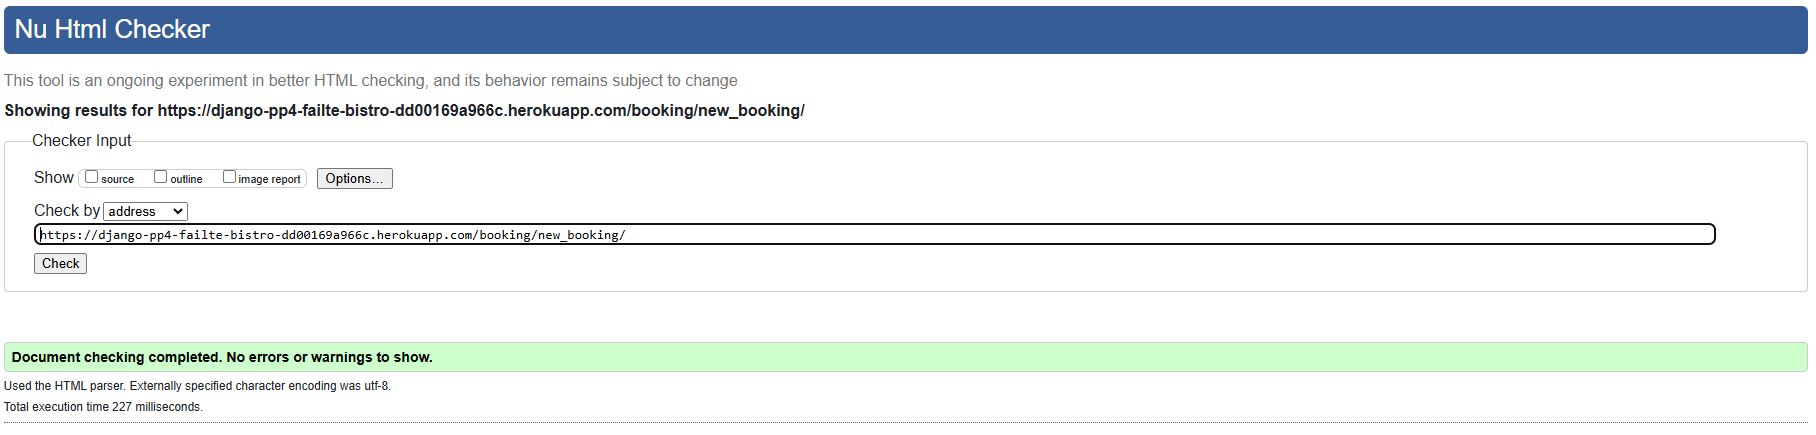 Nu Html Checker
This tool is an ongoing experiment in better HTML checking, and its behavior remains subject to change
Showing results for https://django-pp4-failte-bistro-dd00169a966c.herokuapp.com/booking/new_booking/
Checker Input
Show source outline image report Options...
Check by address
https://django-pp4-failte-bistro-dd00169a966c.herokuapp.com/booking/new_booking/
Check
Document checking completed. No errors or warnings to show.
Used the HTML parser. Externally specified character encoding was utf-8.
Total execution time 227 milliseconds.